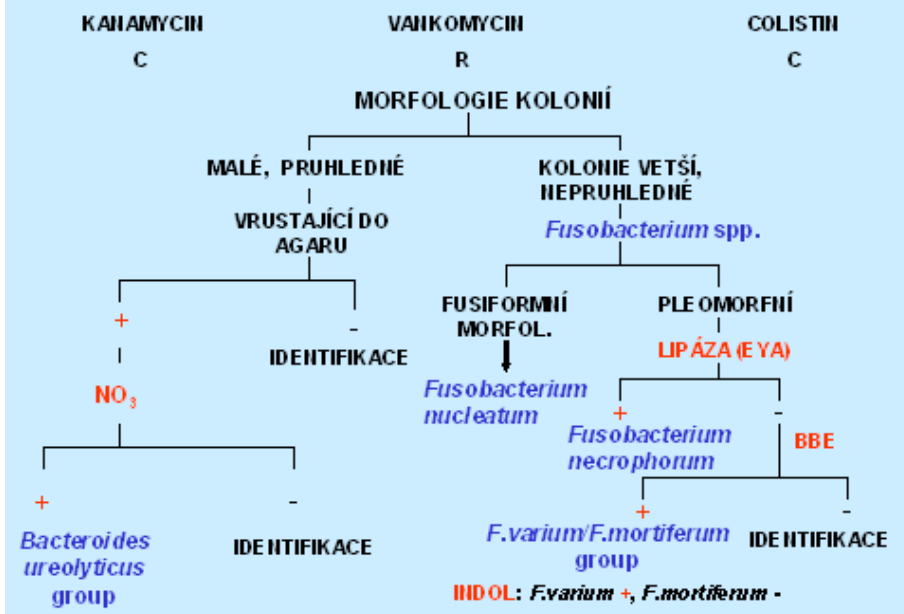 KANAMYCIN VANKOMYCIN COLISTIN
C R C
MORFOLOGIE KOLONIÍ
MALÉ, PRUHLEDNÉ
VRUSTAJÍCÍ DO
AGARU
+
-
IDENTIFIKACE
NO₃
+
-
Bacteroides
ureolyticus
group
IDENTIFIKACE
KOLONIE VETŠÍ,
NEPRUHLEDNÉ
Fusobacterium spp.
FUSIFORMNÍ
MORFOL.
Fusobacterium
nucleatum
PLEOMORFNÍ
LIPÁZA (EYA)
+
-
Fusobacterium
necrophorum
BBE
+
-
F.varium/F.mortiferum
group
IDENTIFIKACE
INDOL: F.varium +, F.mortiferum -